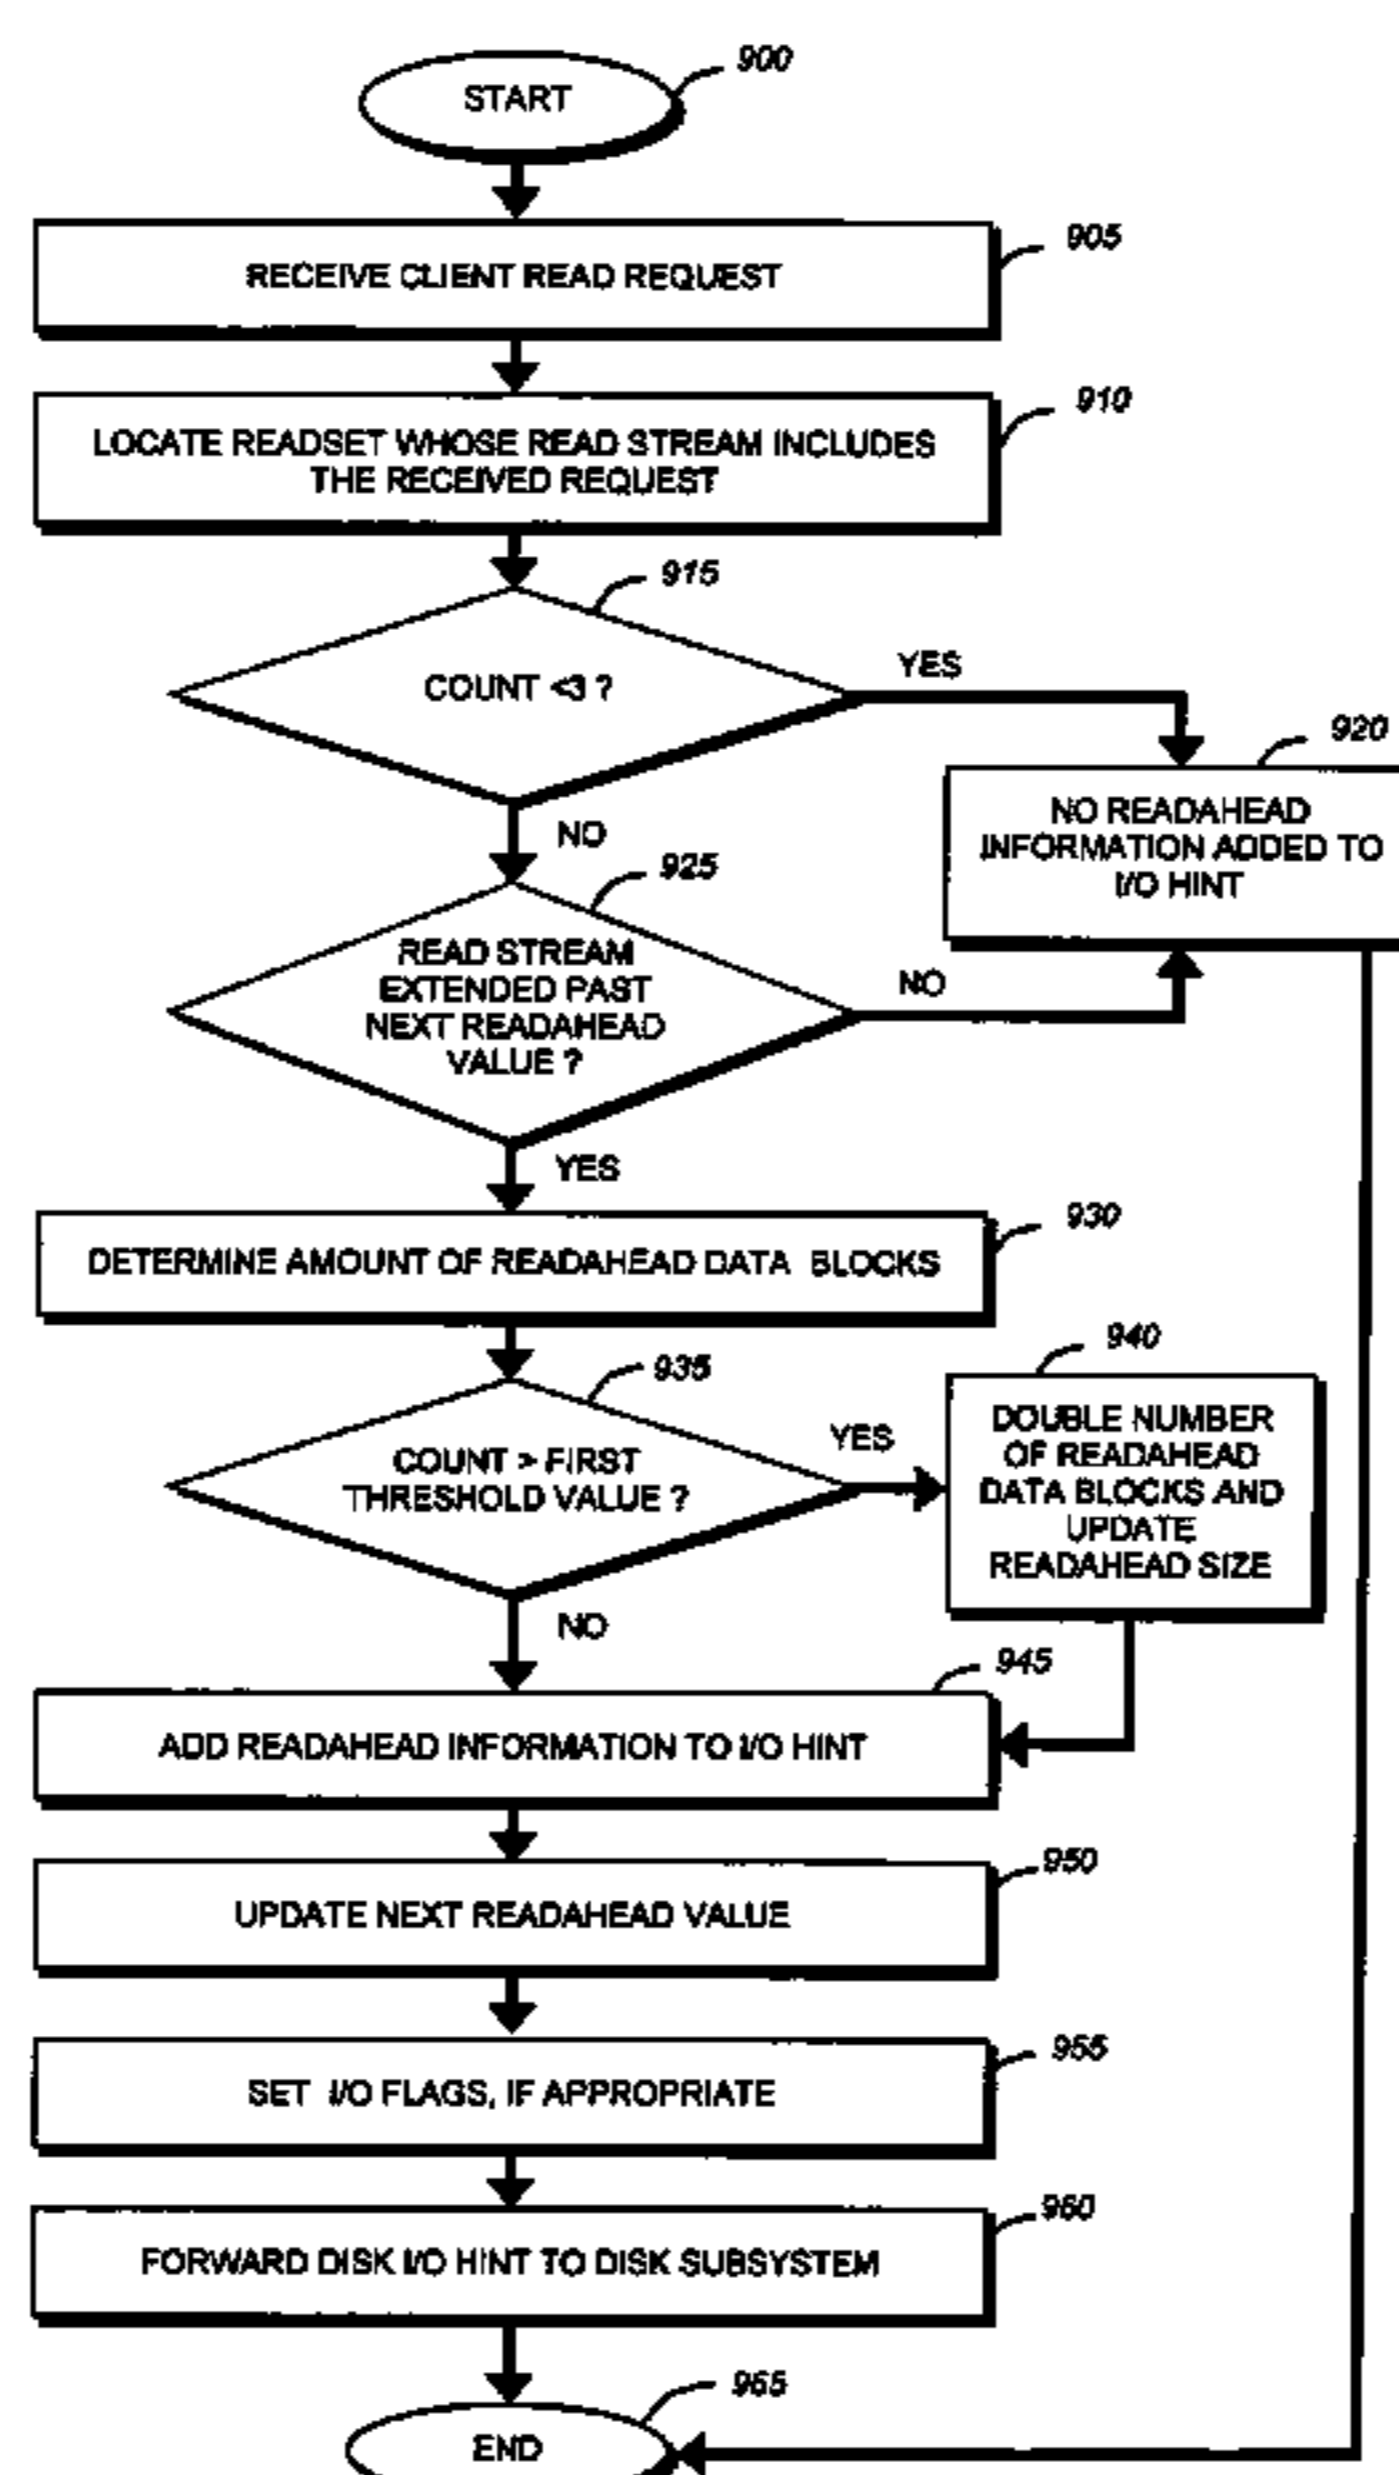 900
START
905
RECEIVE CLIENT READ REQUEST
910
LOCATE READSET WHOSE READ STREAM INCLUDES
THE RECEIVED REQUEST
915
COUNT <3 ?
YES
920
NO READAHEAD
INFORMATION ADDED TO
I/O HINT
NO
925
READ STREAM
EXTENDED PAST
NEXT READAHEAD
VALUE ?
NO
YES
930
DETERMINE AMOUNT OF READAHEAD DATA BLOCKS
935
COUNT > FIRST
THRESHOLD VALUE ?
YES
940
DOUBLE NUMBER
OF READAHEAD
DATA BLOCKS AND
UPDATE
READAHEAD SIZE
NO
945
ADD READAHEAD INFORMATION TO I/O HINT
950
UPDATE NEXT READAHEAD VALUE
955
SET I/O FLAGS, IF APPROPRIATE
960
FORWARD DISK I/O HINT TO DISK SUBSYSTEM
965
END